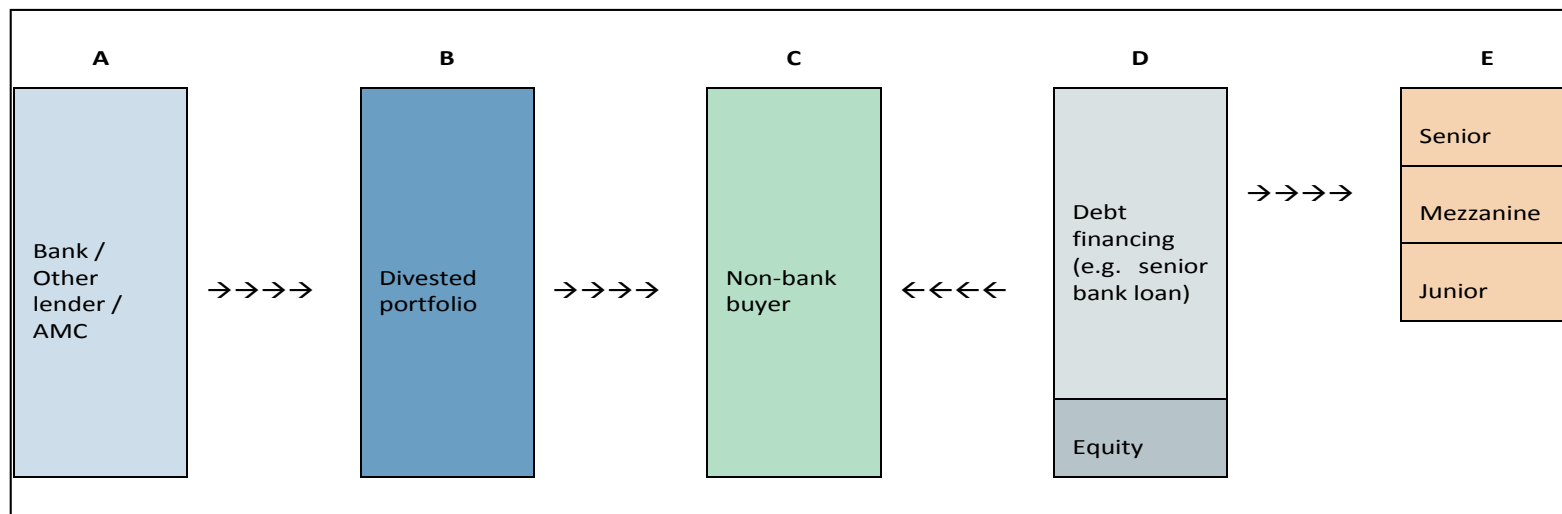 A
B
C
D
E
Bank /
Other
lender /
AMC
→→→→
Divested
portfolio
→→→→
Non-bank
buyer
←←←←
Debt
financing
(e.g. senior
bank loan)
Equity
→→→→
Senior
Mezzanine
Junior